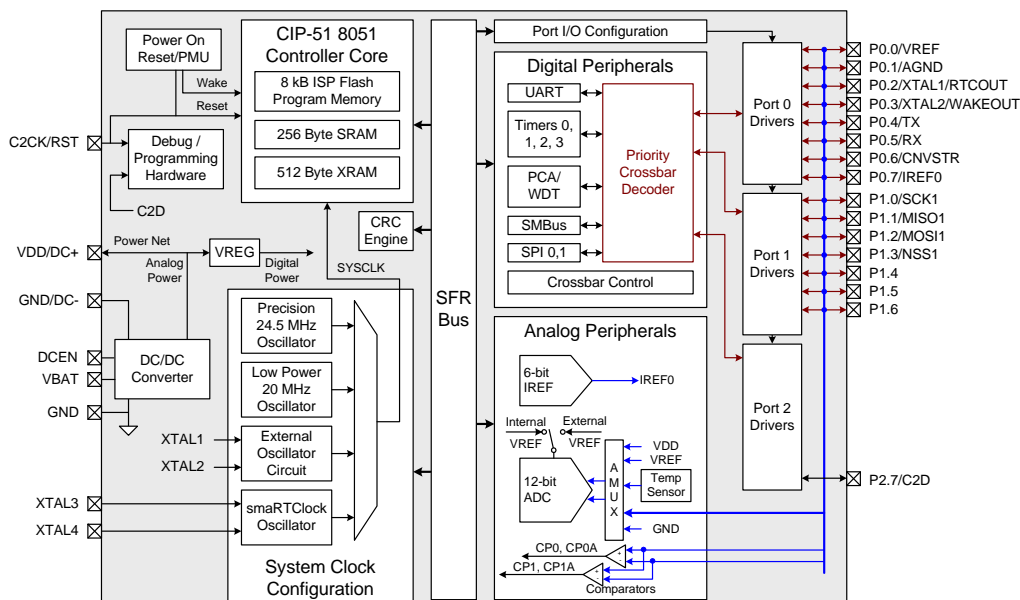 Power On
Reset/PMU
Wake
Reset
C2CK/RST
Debug /
Programming
Hardware
C2D
VDD/DC+
Power Net
Analog
Power
VREG
Digital
Power
GND/DC-
DCEN
VBAT
GND
DC/DC
Converter
XTAL1
XTAL2
XTAL3
XTAL4
CIP-51 8051
Controller Core
8 kB ISP Flash
Program Memory
256 Byte SRAM
512 Byte XRAM
CRC
Engine
SYSCLK
Precision
24.5 MHz
Oscillator
Low Power
20 MHz
Oscillator
External
Oscillator
Circuit
smaRTClock
Oscillator
System Clock
Configuration
SFR
Bus
Port I/O Configuration
Digital Peripherals
UART
Timers 0,
1, 2, 3
PCA/
WDT
SMBus
SPI 0,1
Priority
Crossbar
Decoder
Crossbar Control
Analog Peripherals
6-bit
IREF
IREF0
Internal
VREF
External
VREF
12-bit
ADC
A
M
U
X
VDD
VREF
Temp
Sensor
GND
CP0, CP0A
+
-
CP1, CP1A
+
-
Comparators
Port 0
Drivers
Port 1
Drivers
Port 2
Drivers
P0.0/VREF
P0.1/AGND
P0.2/XTAL1/RTCOUT
P0.3/XTAL2/WAKEOUT
P0.4/TX
P0.5/RX
P0.6/CNVSTR
P0.7/IREF0
P1.0/SCK1
P1.1/MISO1
P1.2/MOSI1
P1.3/NSS1
P1.4
P1.5
P1.6
P2.7/C2D